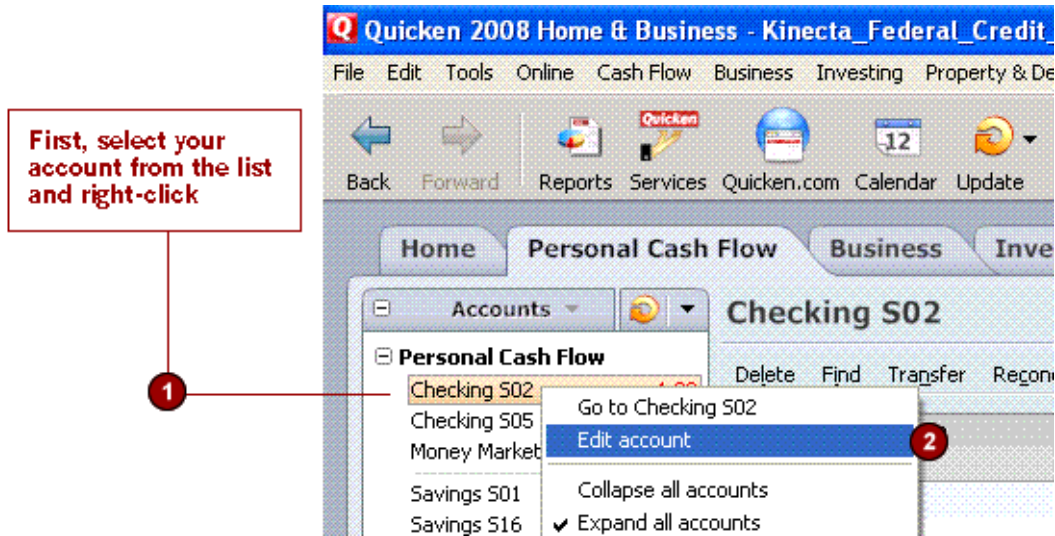 Q Quicken 2008 Home & Business - Kinecta_Federal_Credit_
File Edit Tools Online Cash Flow Business Investing Property & De
First, select your
account from the list
and right-click
Quicken
12
Back Forward Reports Services Quicken.com Calendar Update
Home Personal Cash Flow Business Inve
Accounts
Checking S02
Personal Cash Flow
Delete Find Transfer Recon
1
Checking S02
Go to Checking S02
Checking S05
Edit account
2
Money Market
Collapse all accounts
Savings S01
Expand all accounts
Savings S16